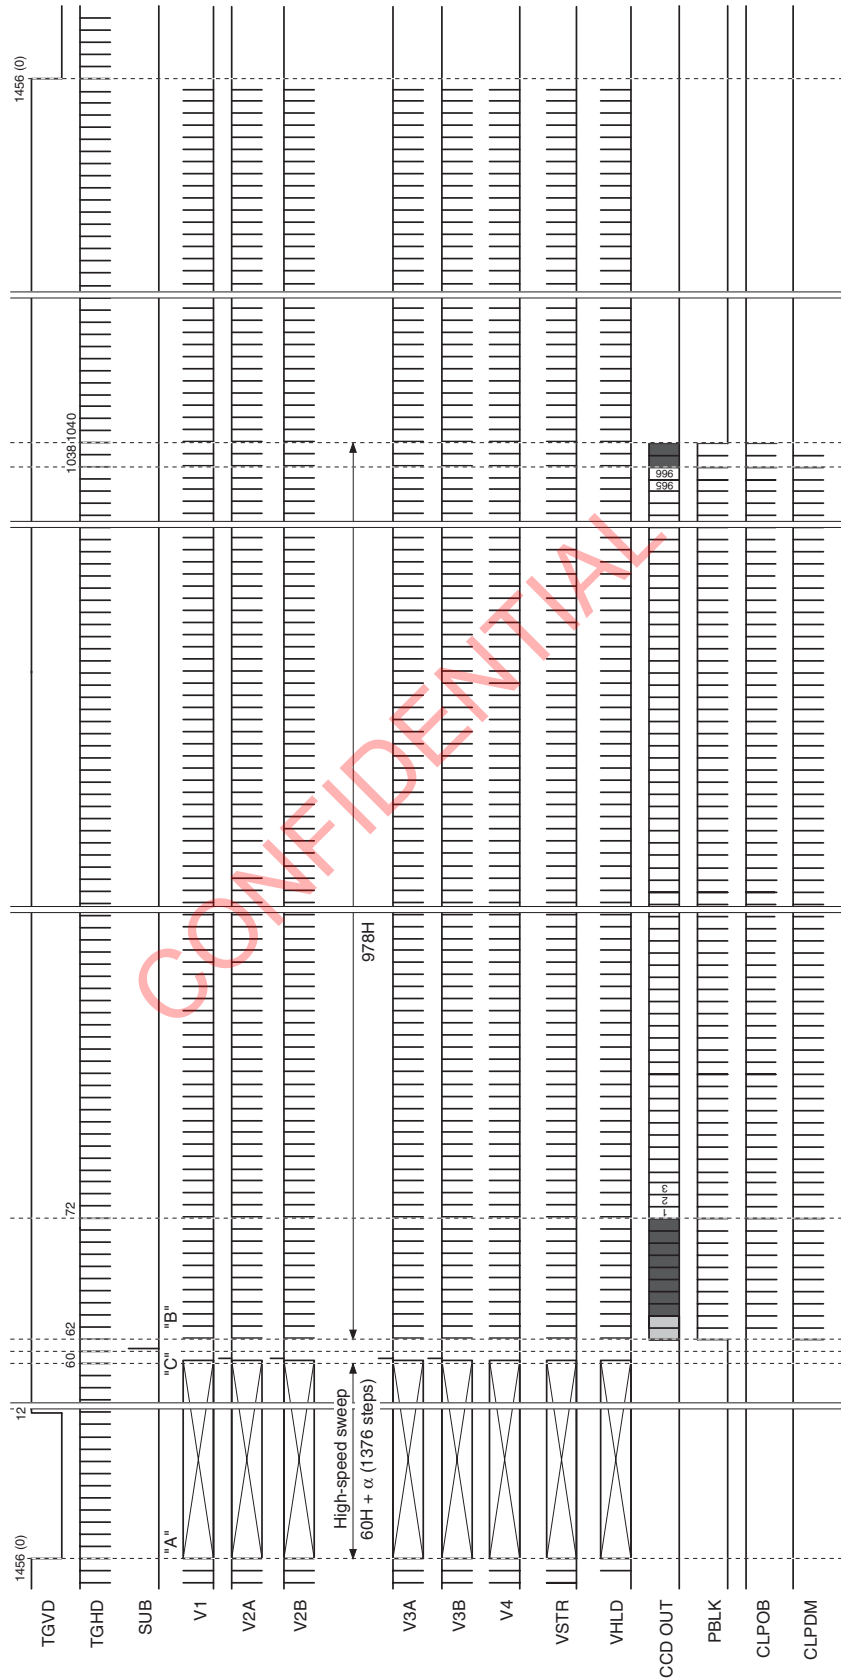 TGVD
1456 (0)
12
1456 (0)
TGHD
60
62
72
1038
1040
SUB
"A"
"C"
"B"
V1
V2A
V2B
High-speed sweep
60H + α (1376 steps)
978H
V3A
V3B
V4
VSTR
VHLD
CCD OUT
1 2 3
965 966
PBLK
CLPOB
CLPDM
CONFIDENTIAL